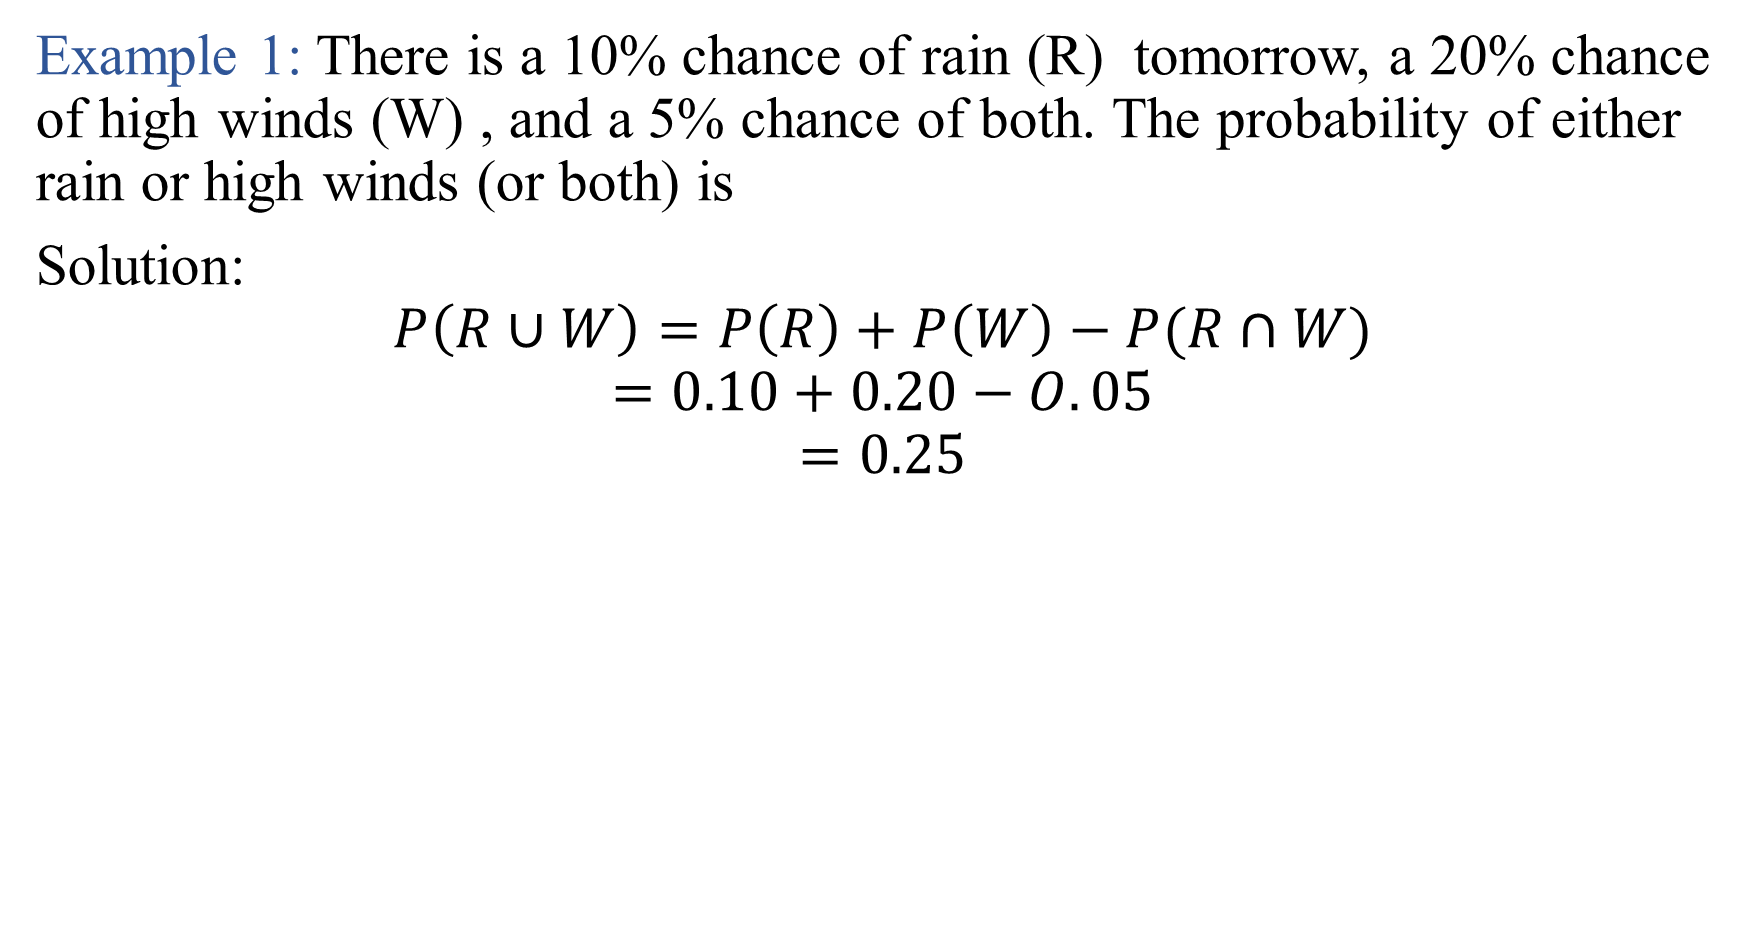 Example 1: There is a 10% chance of rain (R) tomorrow, a 20% chance
of high winds (W) , and a 5% chance of both. The probability of either
rain or high winds (or both) is
Solution:
𝑃(𝑅 ∪ 𝑊) = 𝑃(𝑅) + 𝑃(𝑊) − 𝑃(𝑅 ∩ 𝑊)
= 0.10 + 0.20 − 𝑂. 05
= 0.25